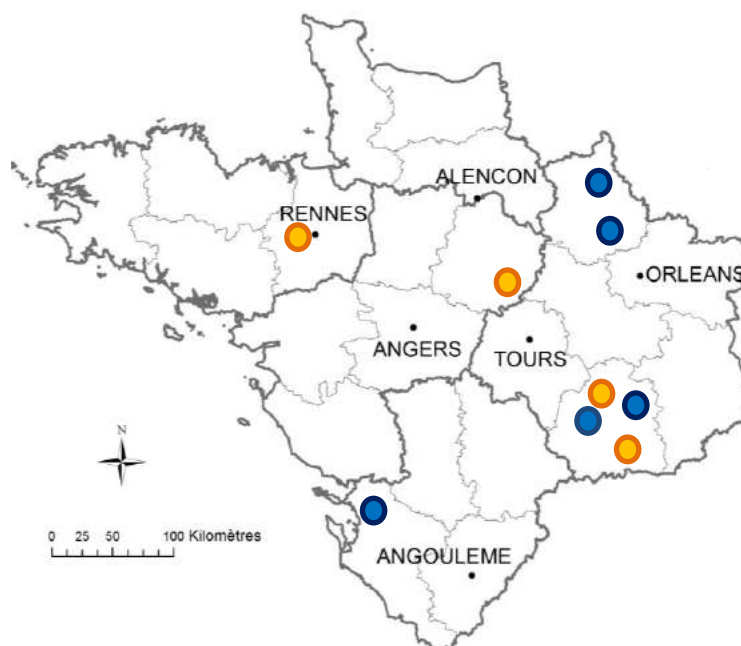 ALENCON
RENNES
ORLEANS
ANGERS
TOURS
N
0 25 50 100 Kilomètres
ANGOULEME